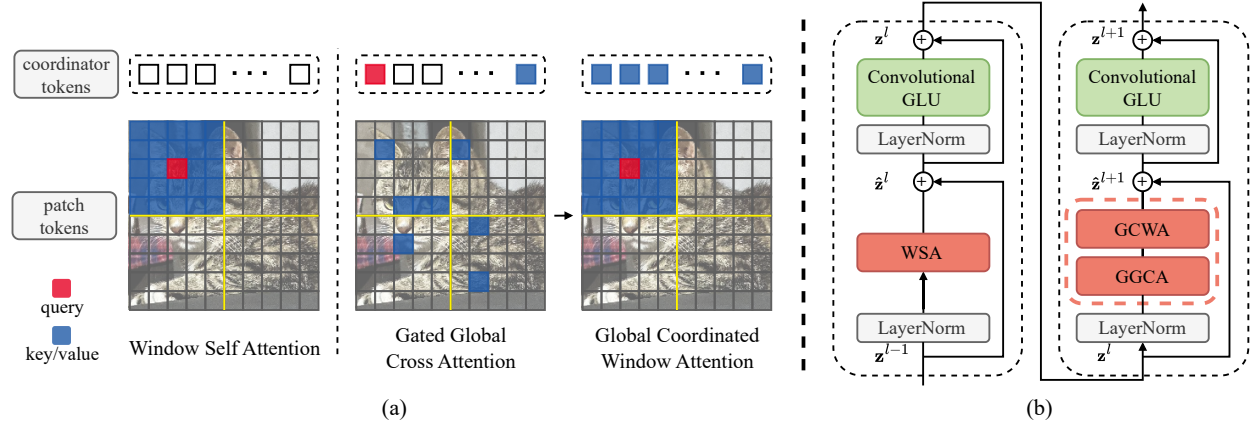 coordinator
tokens
· · ·
· · ·
· · ·
patch
tokens
query
key/value
Window Self Attention
Gated Global
Cross Attention
Global Coordinated
Window Attention
(a)
z^l
+
Convolutional
GLU
LayerNorm
ẑ^l
+
WSA
LayerNorm
z^{l−1}
z^{l+1}
+
Convolutional
GLU
LayerNorm
ẑ^{l+1}
+
GCWA
GGCA
LayerNorm
z^l
(b)